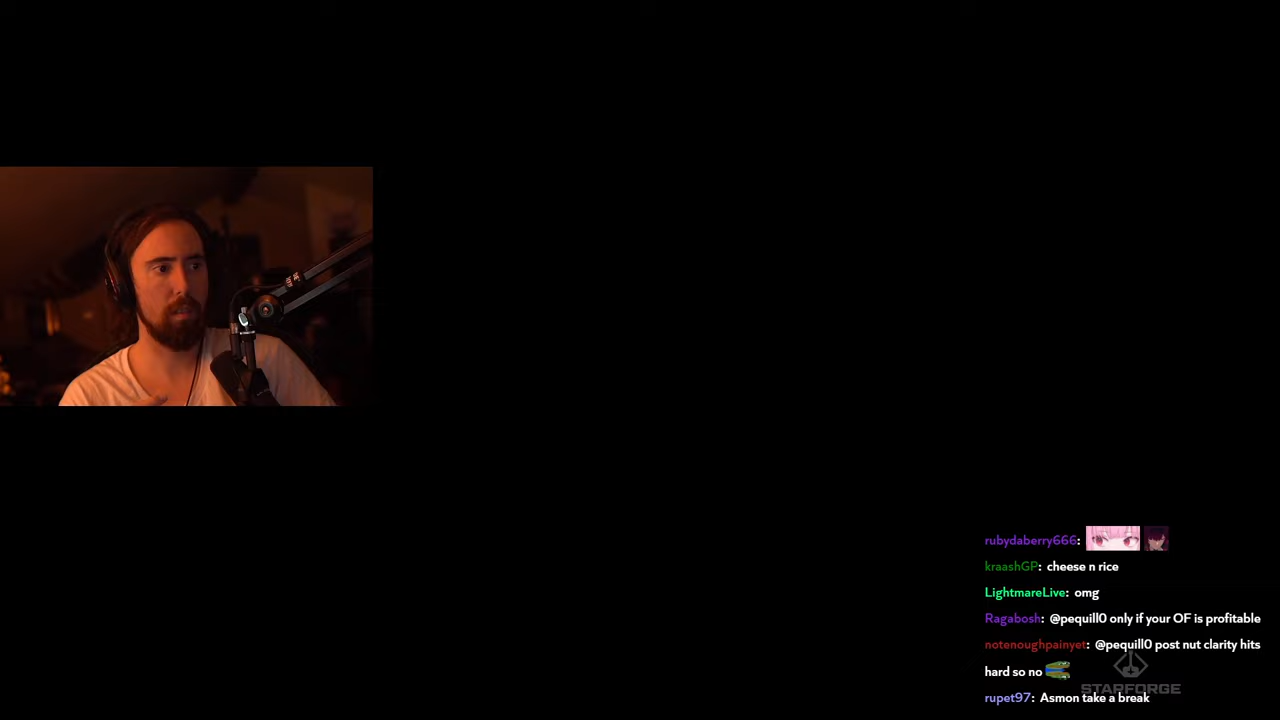 rubydaberry666:
kraashGP: cheese n rice
LightmareLive: omg
Ragabosh: @pequill0 only if your OF is profitable
notenoughpainyet: @pequill0 post nut clarity hits
hard so no
STARFORGE
rupet97: Asmon take a break